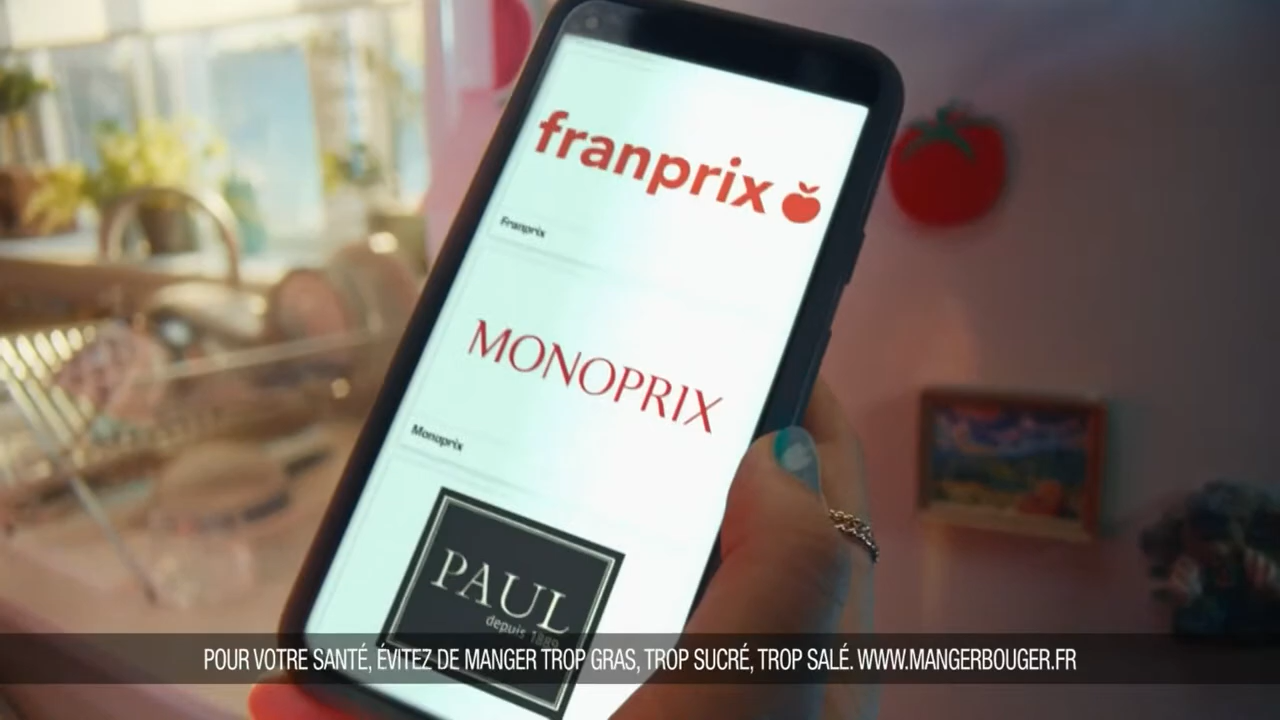 franprix
Franprix
MONOPRIX
Monoprix
PAUL
depuis 1889
POUR VOTRE SANTÉ, ÉVITEZ DE MANGER TROP GRAS, TROP SUCRÉ, TROP SALÉ. WWW.MANGERBOUGER.FR